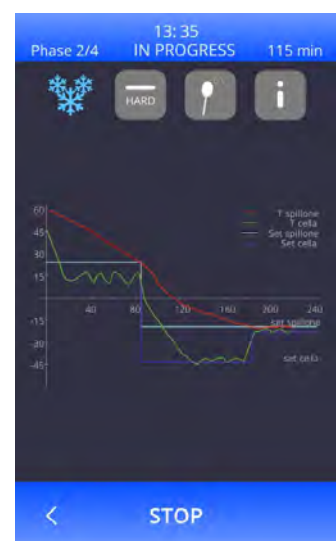 13:35
Phase 2/4 IN PROGRESS 115 min
HARD
i
60
45
30
15
-15
-30
-45
40 80 120 160 200 240
T spillone
T cella
Set spillone
Set cella
set spillone
set cella
STOP